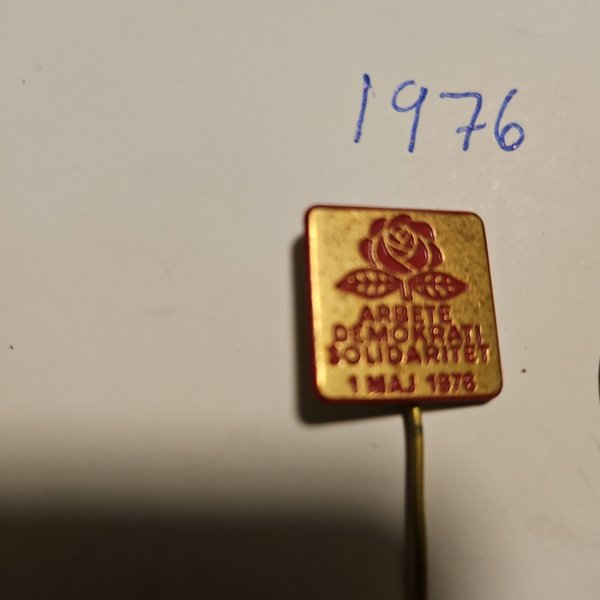 1976
ARBETE
DEMOKRATI
SOLIDARITET
1 MAJ 1976